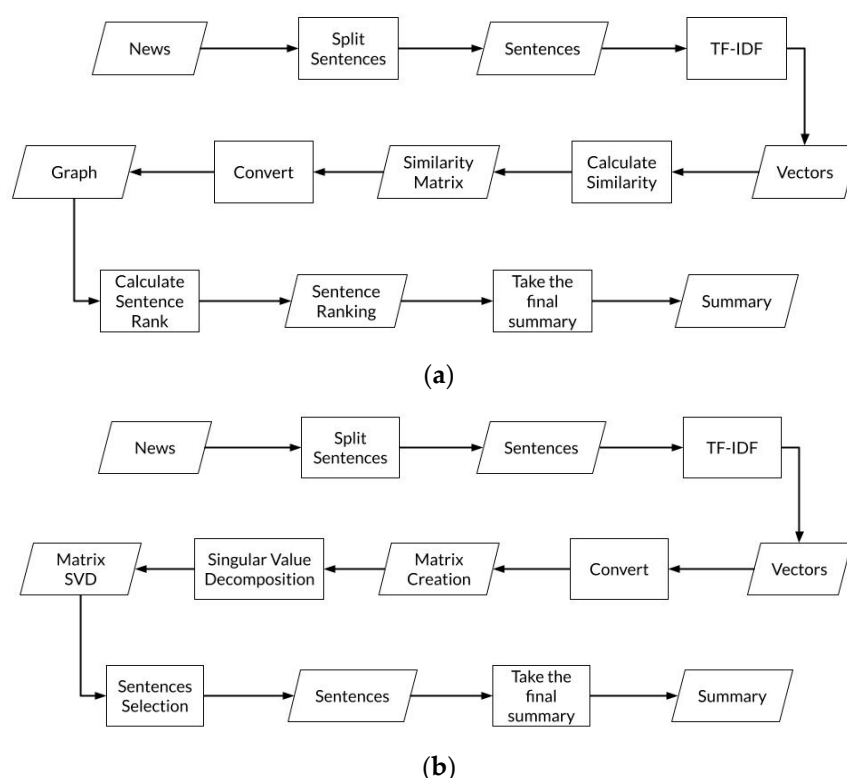 News
Split
Sentences
Sentences
TF-IDF
Graph
Convert
Similarity
Matrix
Calculate
Similarity
Vectors
Calculate
Sentence
Rank
Sentence
Ranking
Take the
final
summary
Summary
(a)
News
Split
Sentences
Sentences
TF-IDF
Matrix
SVD
Singular Value
Decomposition
Matrix
Creation
Convert
Vectors
Sentences
Selection
Sentences
Take the
final
summary
Summary
(b)